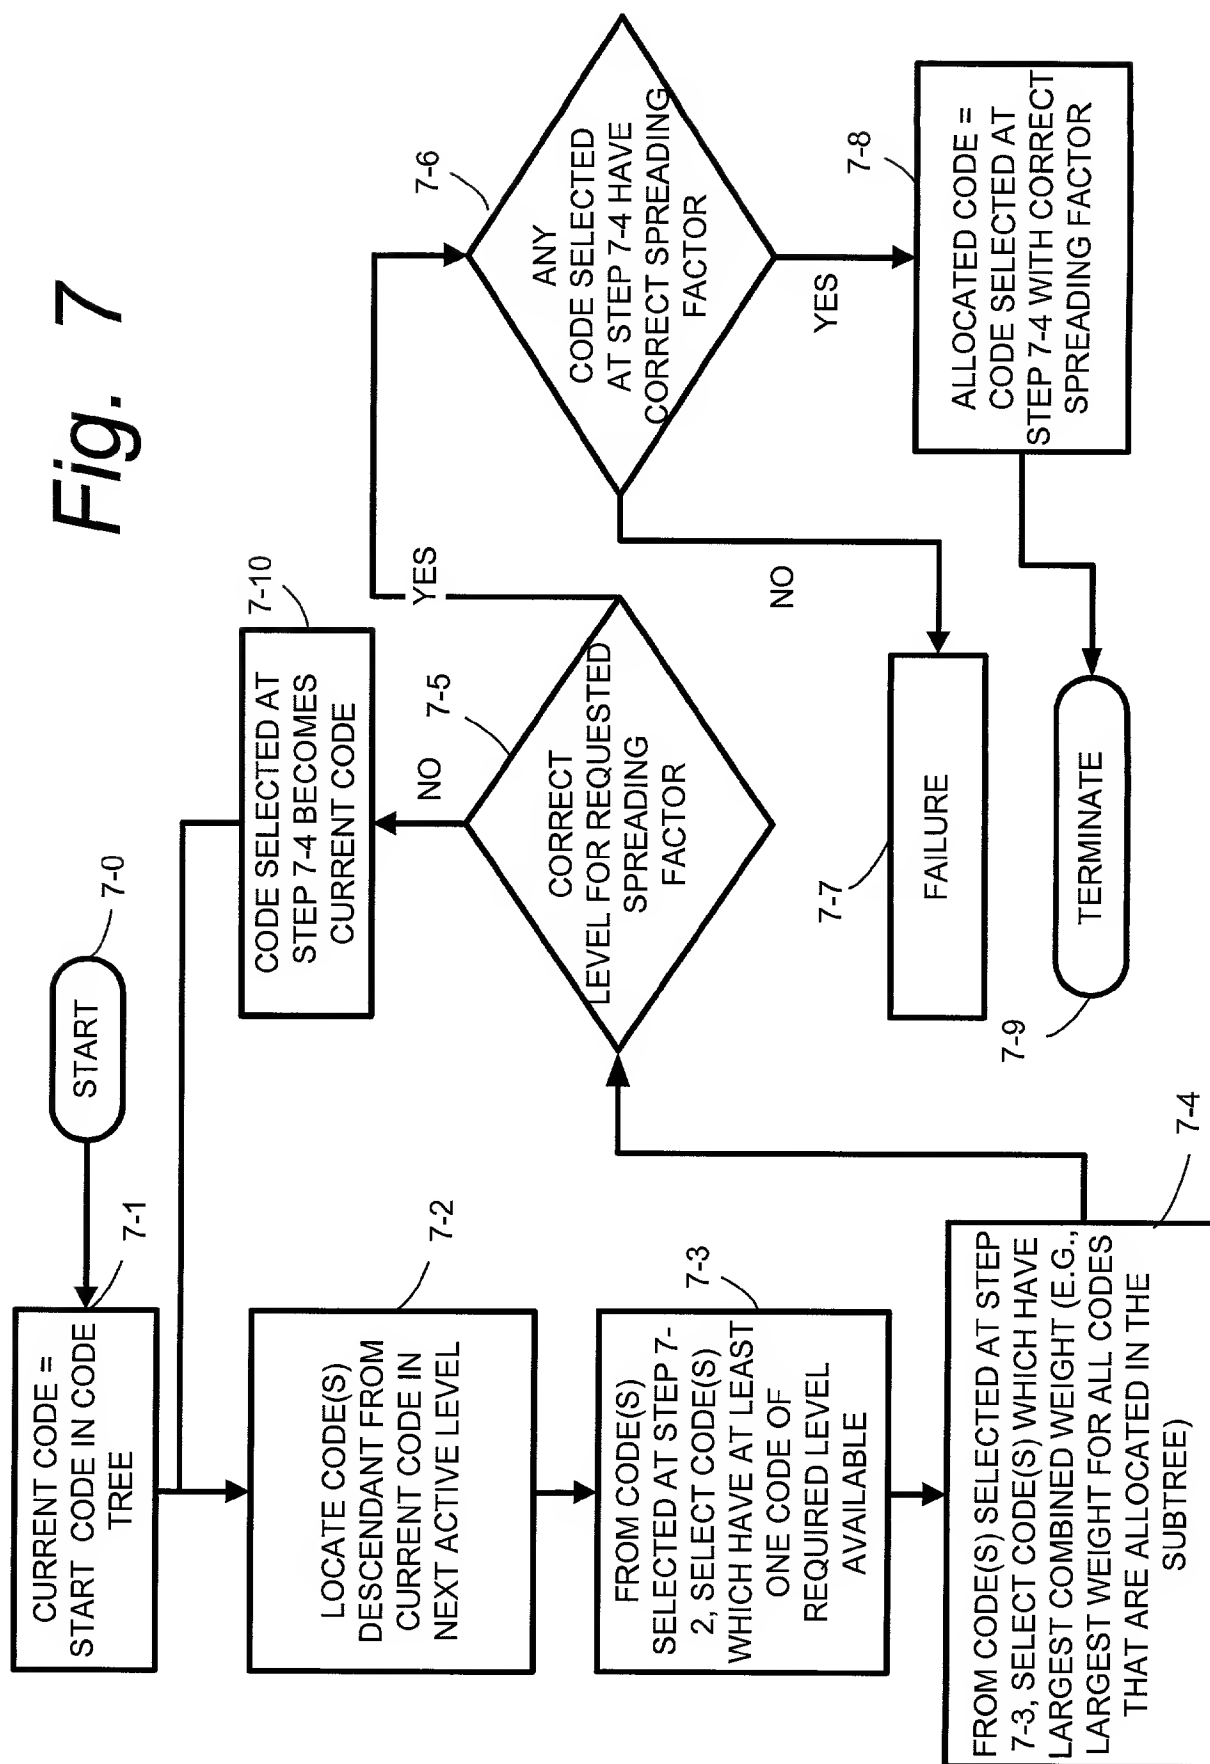 Fig. 7
START
7-0
CURRENT CODE =
START CODE IN CODE
TREE
7-1
LOCATE CODE(S)
DESCENDANT FROM
CURRENT CODE IN
NEXT ACTIVE LEVEL
7-2
FROM CODE(S)
SELECTED AT STEP 7-
2, SELECT CODE(S)
WHICH HAVE AT LEAST
ONE CODE OF
REQUIRED LEVEL
AVAILABLE
7-3
FROM CODE(S) SELECTED AT STEP
7-3, SELECT CODE(S) WHICH HAVE
LARGEST COMBINED WEIGHT (E.G.,
LARGEST WEIGHT FOR ALL CODES
THAT ARE ALLOCATED IN THE
SUBTREE)
7-4
CORRECT
LEVEL FOR REQUESTED
SPREADING
FACTOR
7-5
NO
YES
CODE SELECTED AT
STEP 7-4 BECOMES
CURRENT CODE
7-10
ANY
CODE SELECTED
AT STEP 7-4 HAVE
CORRECT SPREADING
FACTOR
7-6
NO
YES
FAILURE
7-7
ALLOCATED CODE =
CODE SELECTED AT
STEP 7-4 WITH CORRECT
SPREADING FACTOR
7-8
TERMINATE
7-9